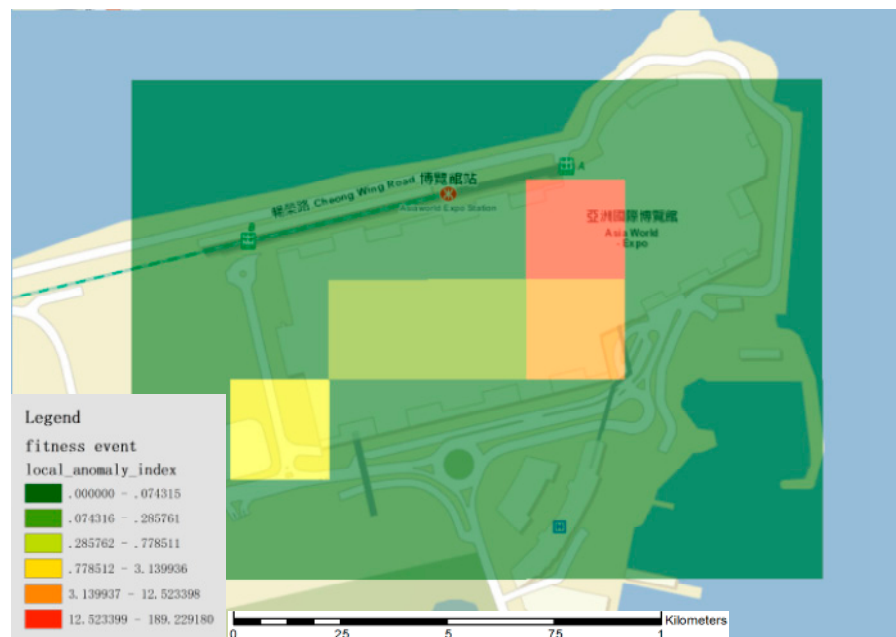 A
博覽館站
暢榮路 Cheong Wing Road
Asiaworld Expo Station
亞洲國際博覽館
Asia World
- Expo
B
Legend
fitness event
local_anomaly_index
.000000 - .074315
.074316 - .285761
.285762 - .778511
.778512 - 3.139936
3.139937 - 12.523398
12.523399 - 189.229180
Kilometers
0 25 5 75 1